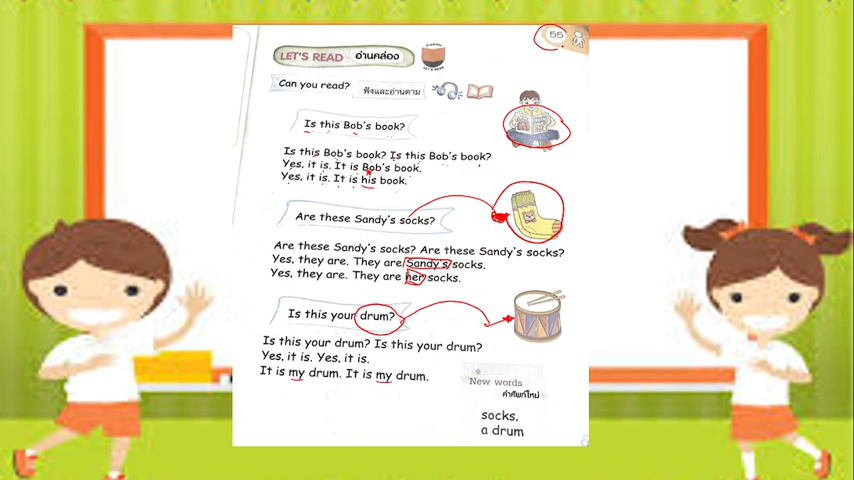 55
LET'S READ อ่านคล่อง
LET'S READ
Can you read? ฟังและอ่านตาม
Is this Bob's book?
Is this Bob's book? Is this Bob's book?
Yes, it is. It is Bob's book.
Yes, it is. It is his book.
Are these Sandy's socks?
Are these Sandy's socks? Are these Sandy's socks?
Yes, they are. They are Sandy's socks.
Yes, they are. They are her socks.
Is this your drum?
Is this your drum? Is this your drum?
Yes, it is. Yes, it is.
It is my drum. It is my drum.
New words
คำศัพท์ใหม่
socks,
a drum